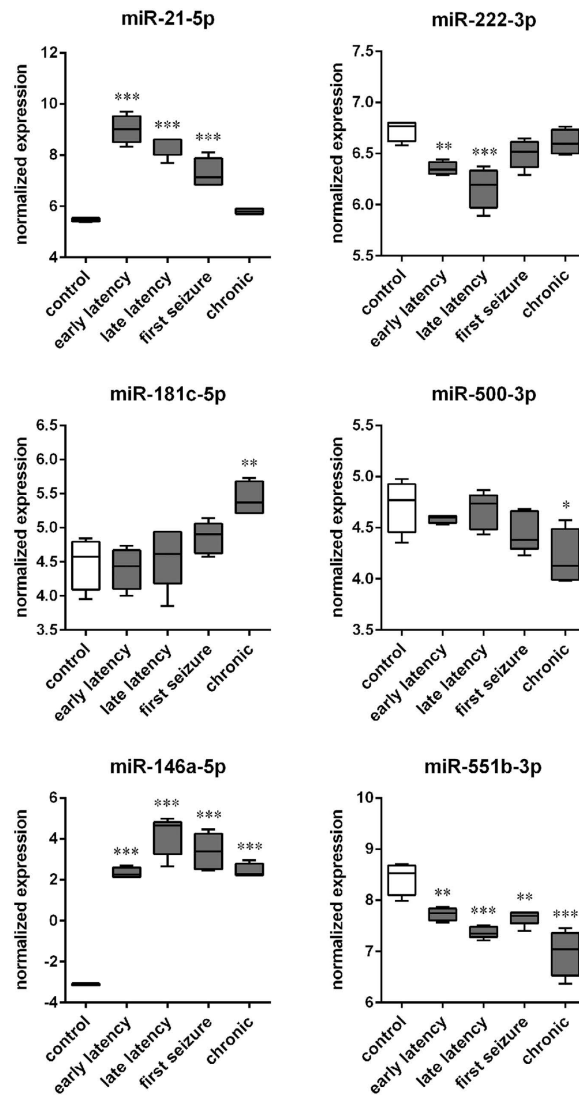 miR-21-5p
normalized expression
12
10
8
6
4
***
***
***
control
early latency
late latency
first seizure
chronic
miR-222-3p
normalized expression
7.5
7.0
6.5
6.0
5.5
**
***
control
early latency
late latency
first seizure
chronic
miR-181c-5p
normalized expression
6.5
6.0
5.5
5.0
4.5
4.0
3.5
**
control
early latency
late latency
first seizure
chronic
miR-500-3p
normalized expression
5.5
5.0
4.5
4.0
3.5
*
control
early latency
late latency
first seizure
chronic
miR-146a-5p
normalized expression
6
4
2
0
-2
-4
***
***
***
***
control
early latency
late latency
first seizure
chronic
miR-551b-3p
normalized expression
10
9
8
7
6
**
***
**
***
control
early latency
late latency
first seizure
chronic